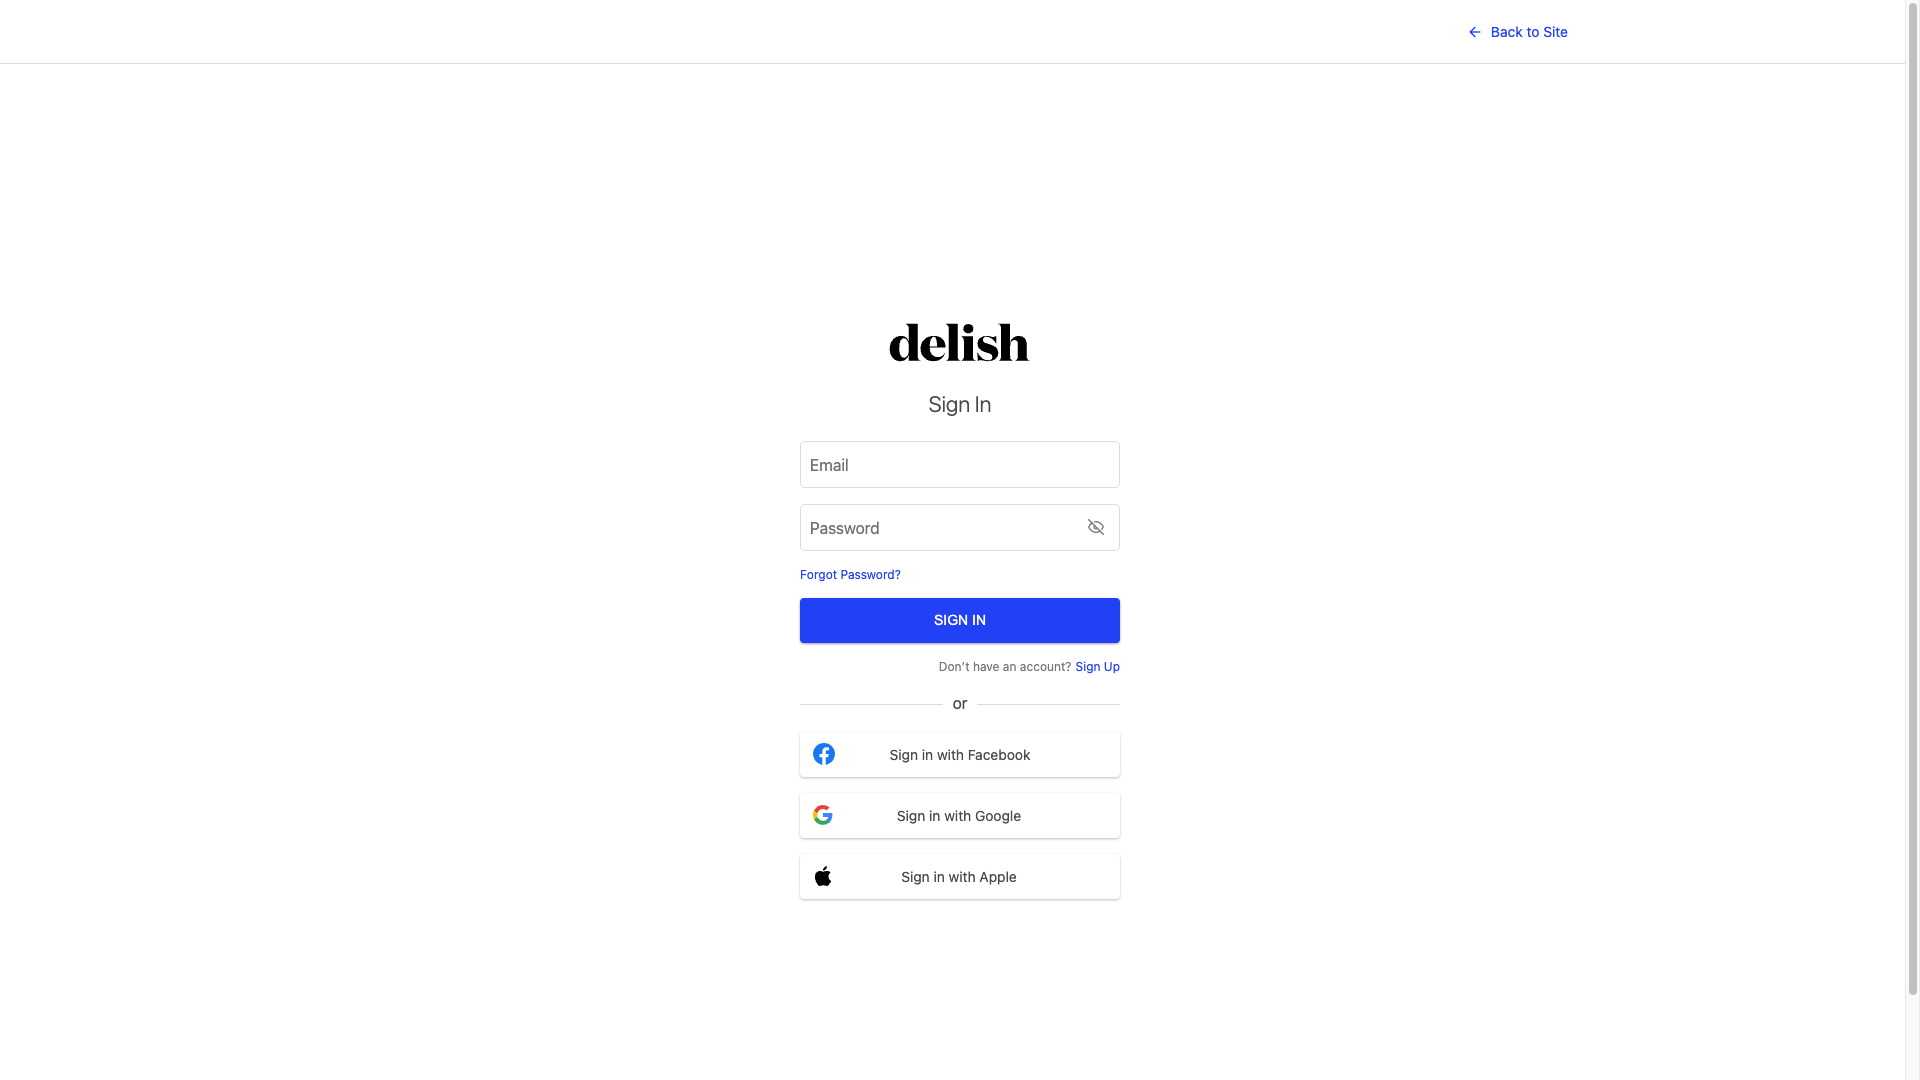 Back to Site
delish
Sign In
Email
Password
Forgot Password?
SIGN IN
Don't have an account? Sign Up
or
Sign in with Facebook
Sign in with Google
Sign in with Apple